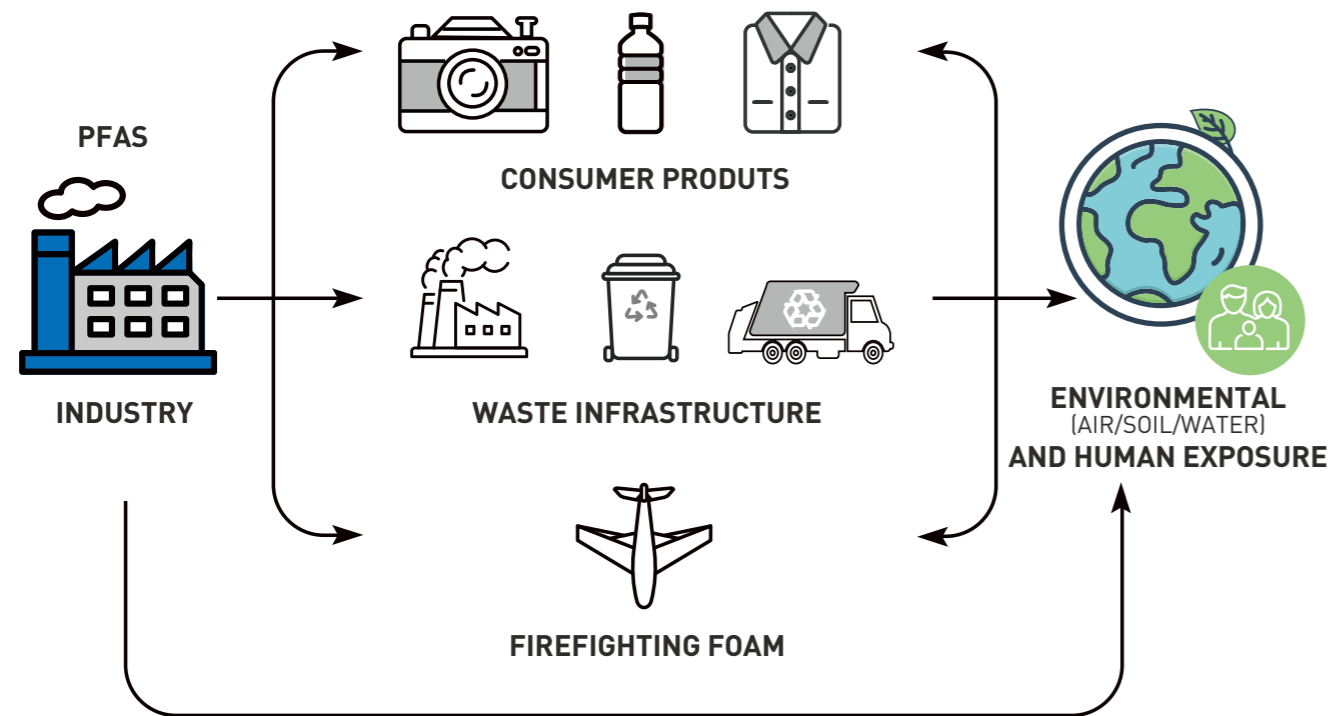 PFAS
INDUSTRY
CONSUMER PRODUTS
WASTE INFRASTRUCTURE
FIREFIGHTING FOAM
ENVIRONMENTAL
(AIR/SOIL/WATER)
AND HUMAN EXPOSURE